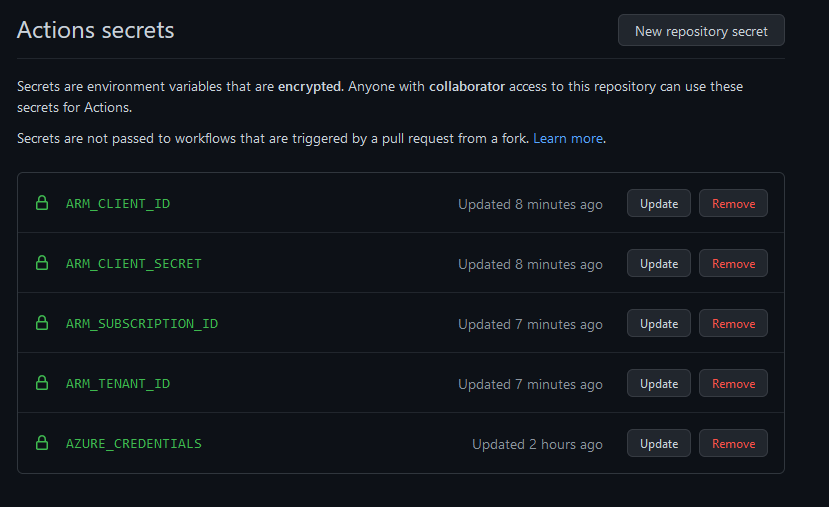 Actions secrets
New repository secret
Secrets are environment variables that are encrypted. Anyone with collaborator access to this repository can use these
secrets for Actions.
Secrets are not passed to workflows that are triggered by a pull request from a fork. Learn more.
ARM_CLIENT_ID Updated 8 minutes ago Update Remove
ARM_CLIENT_SECRET Updated 8 minutes ago Update Remove
ARM_SUBSCRIPTION_ID Updated 7 minutes ago Update Remove
ARM_TENANT_ID Updated 7 minutes ago Update Remove
AZURE_CREDENTIALS Updated 2 hours ago Update Remove